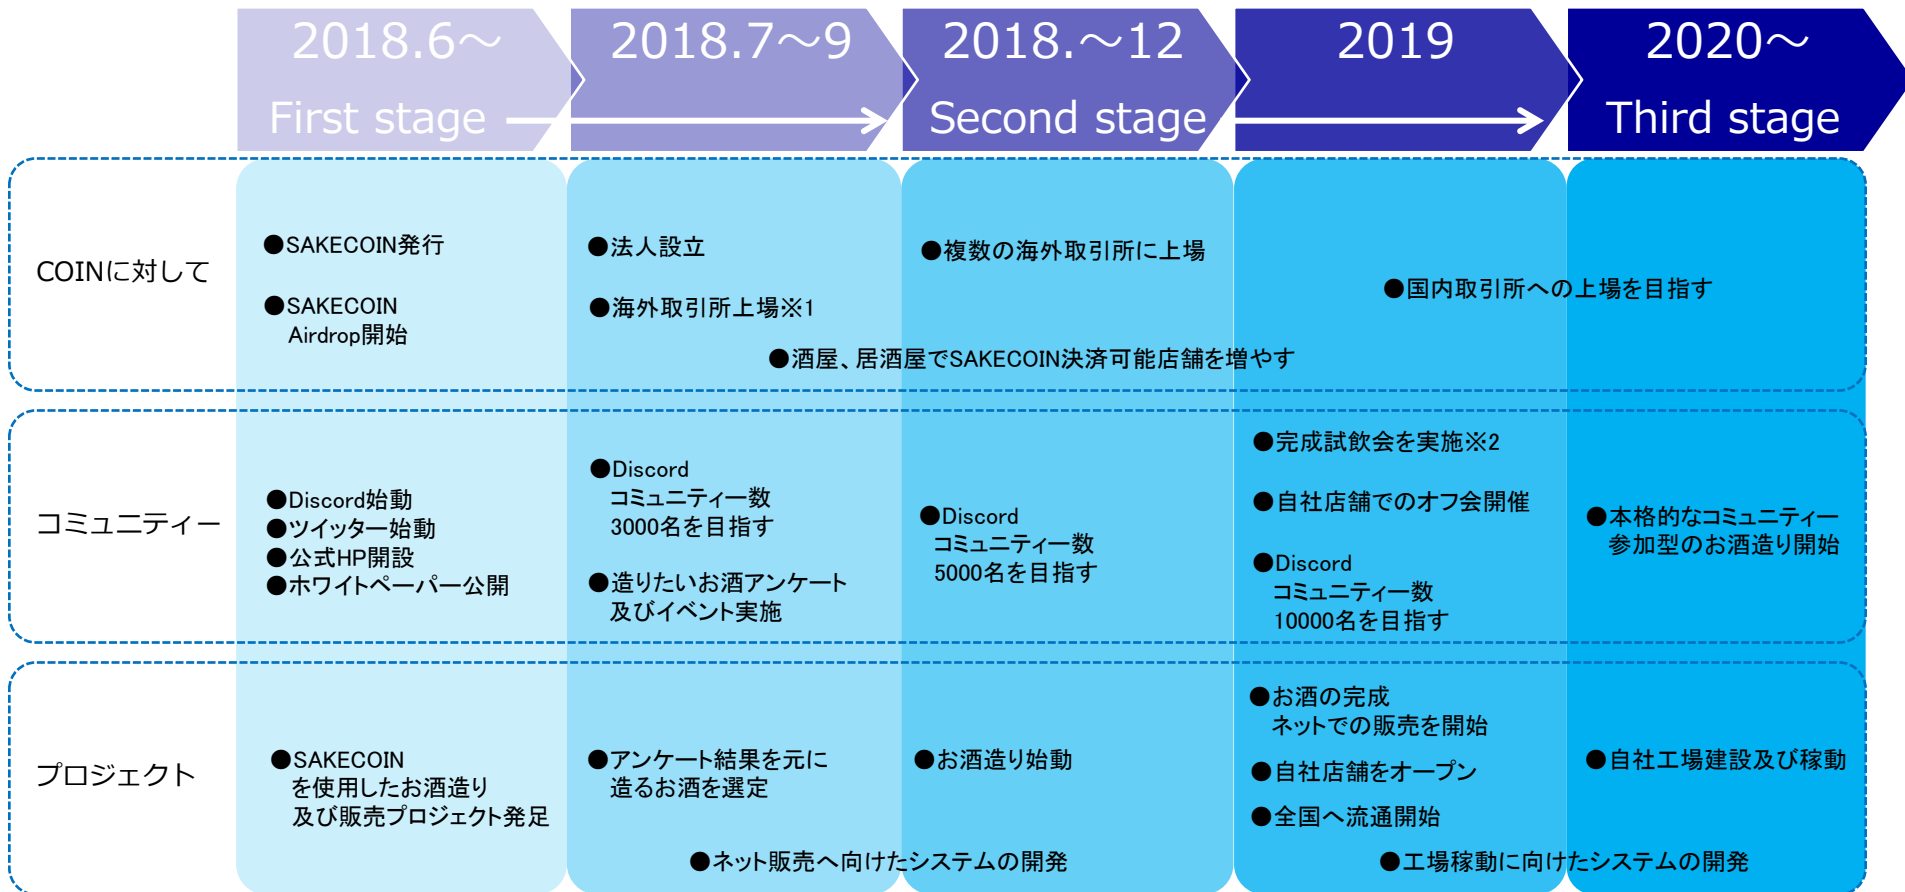 2018.6～
2018.7～9
2018.～12
2019
2020～
First stage
Second stage
Third stage
COINに対して
●SAKECOIN発行
●SAKECOIN
Airdrop開始
●法人設立
●海外取引所上場※1
●複数の海外取引所に上場
●国内取引所への上場を目指す
●酒屋、居酒屋でSAKECOIN決済可能店舗を増やす
コミュニティー
●Discord始動
●ツイッター始動
●公式HP開設
●ホワイトペーパー公開
●Discord
コミュニティー数
3000名を目指す
●造りたいお酒アンケート
及びイベント実施
●Discord
コミュニティー数
5000名を目指す
●完成試飲会を実施※2
●自社店舗でのオフ会開催
●Discord
コミュニティー数
10000名を目指す
●本格的なコミュニティー
参加型のお酒造り開始
プロジェクト
●SAKECOIN
を使用したお酒造り
及び販売プロジェクト発足
●アンケート結果を元に
造るお酒を選定
●お酒造り始動
●お酒の完成
ネットでの販売を開始
●自社店舗をオープン
●全国へ流通開始
●自社工場建設及び稼動
●ネット販売へ向けたシステムの開発
●工場稼動に向けたシステムの開発